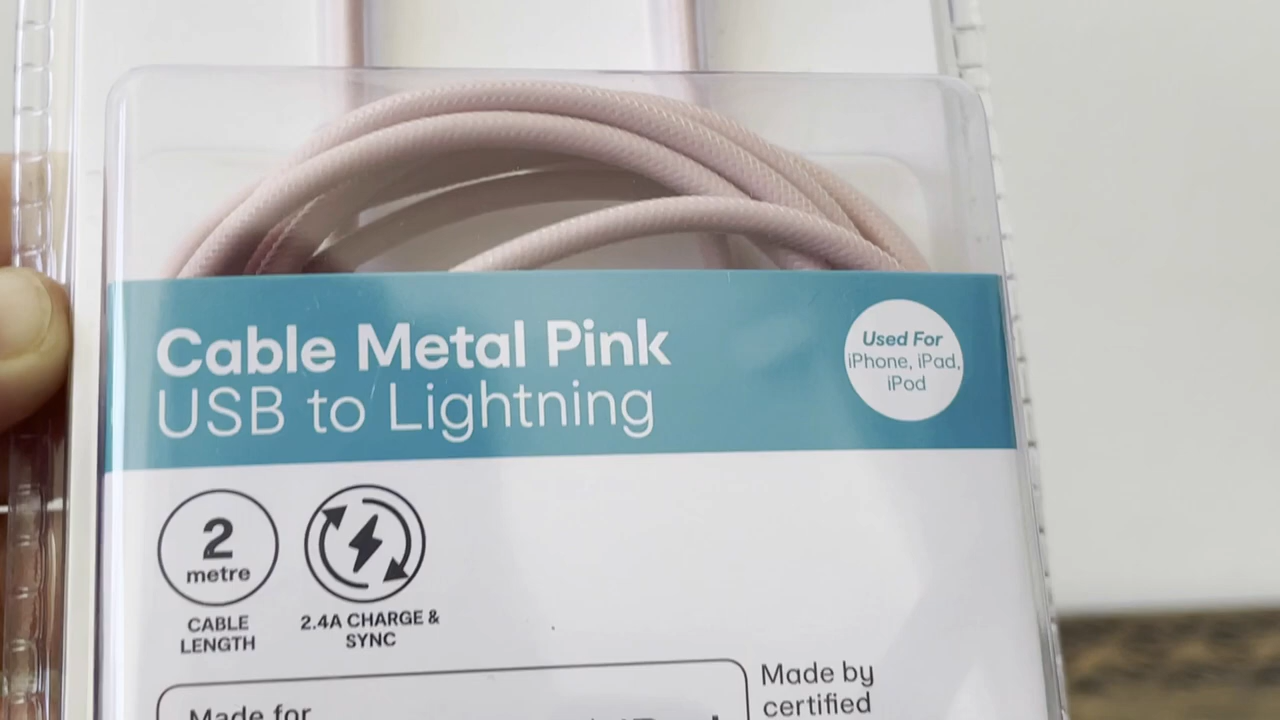 Cable Metal Pink
USB to Lightning
Used For
iPhone, iPad,
iPod
2
metre
CABLE
LENGTH
2.4A CHARGE &
SYNC
Made for
Made by
certified